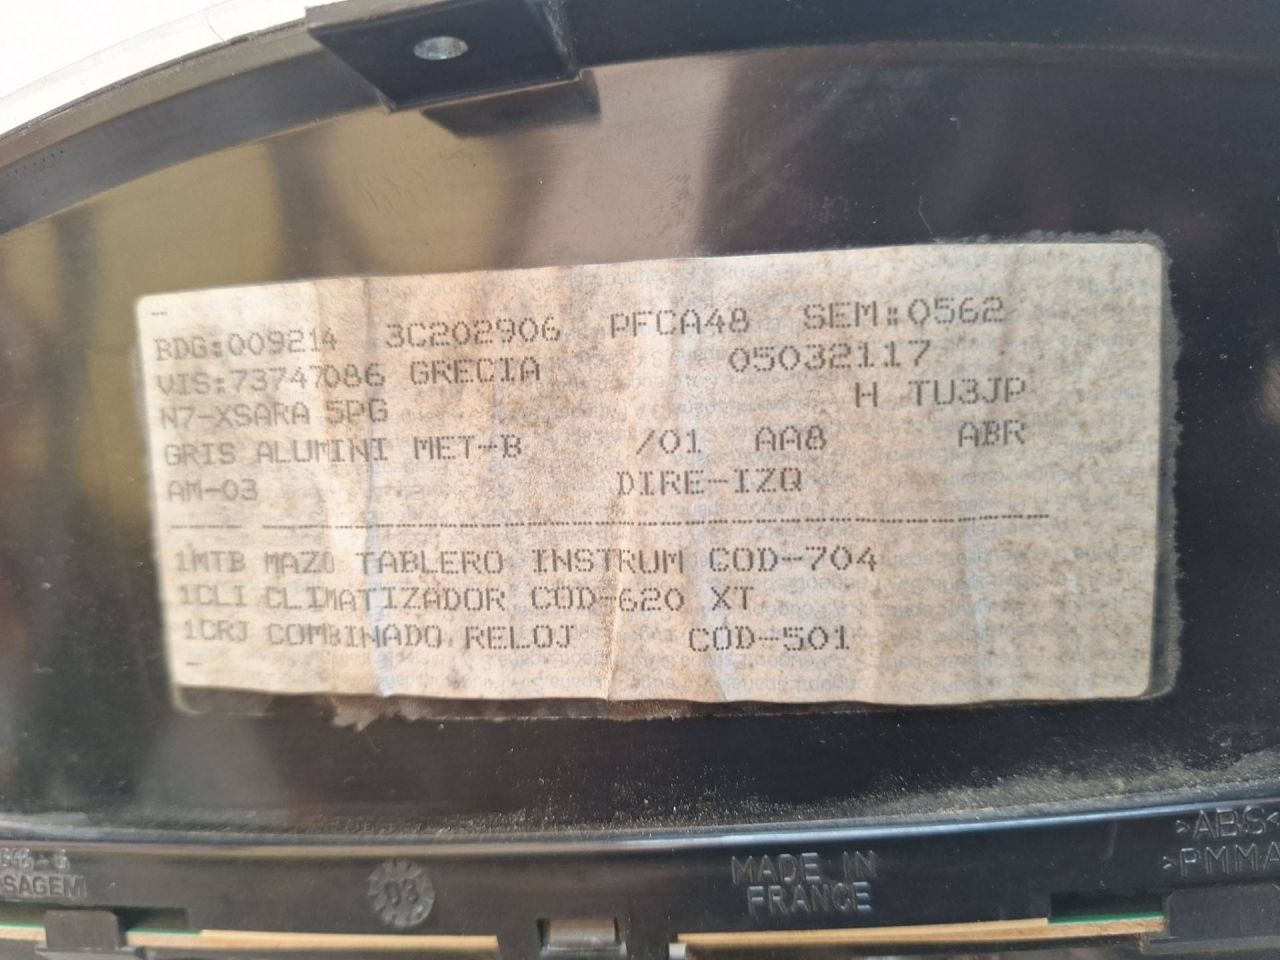 BDG:009214 3C202906 PFCA48 SEM:0562
VIS:73747086 GRECIA 05032117
N7-XSARA 5PG H TU3JP
GRIS ALUMINI MET-B /01 AA8 ABR
AM-03 DIRE-IZQ
1MTB MAZO TABLERO INSTRUM COD-704
1CLI CLIMATIZADOR COD-620 XT
1CRJ COMBINADO RELOJ COD-501
SAGEM
03
MADE IN
FRANCE
>ABS<
>PMMA